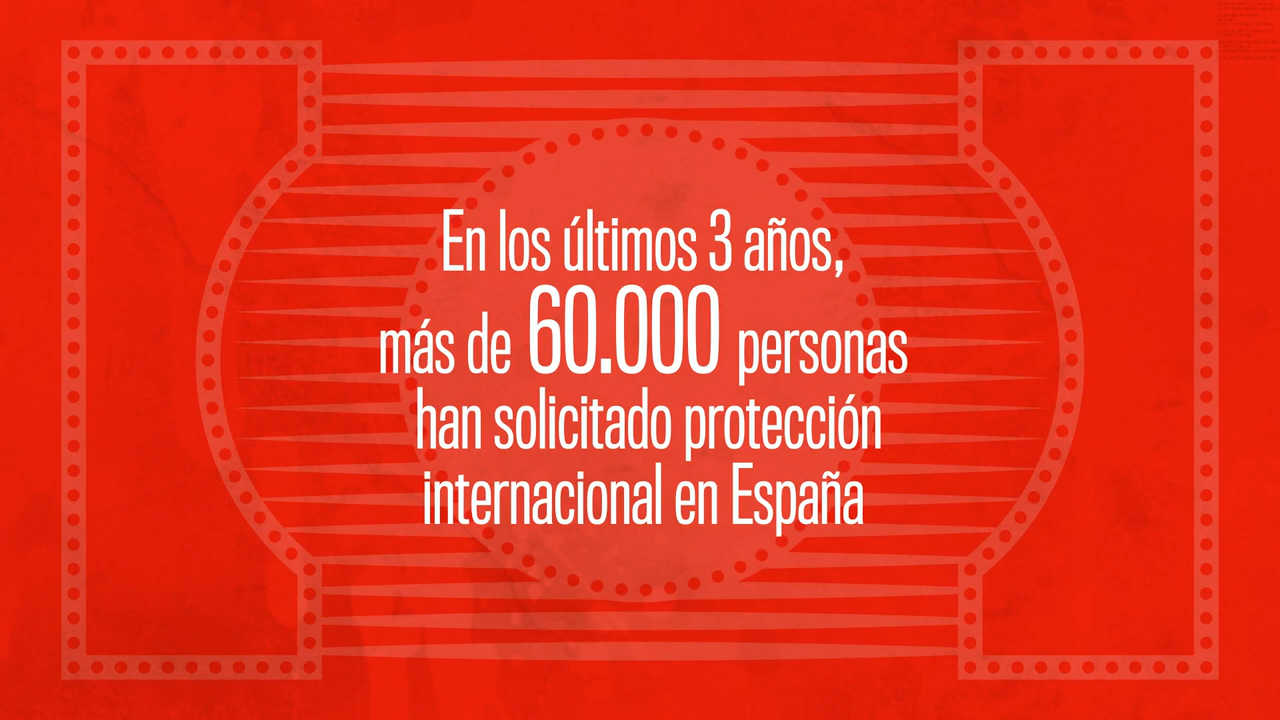 En los últimos 3 años,
más de 60.000 personas
han solicitado protección
internacional en España